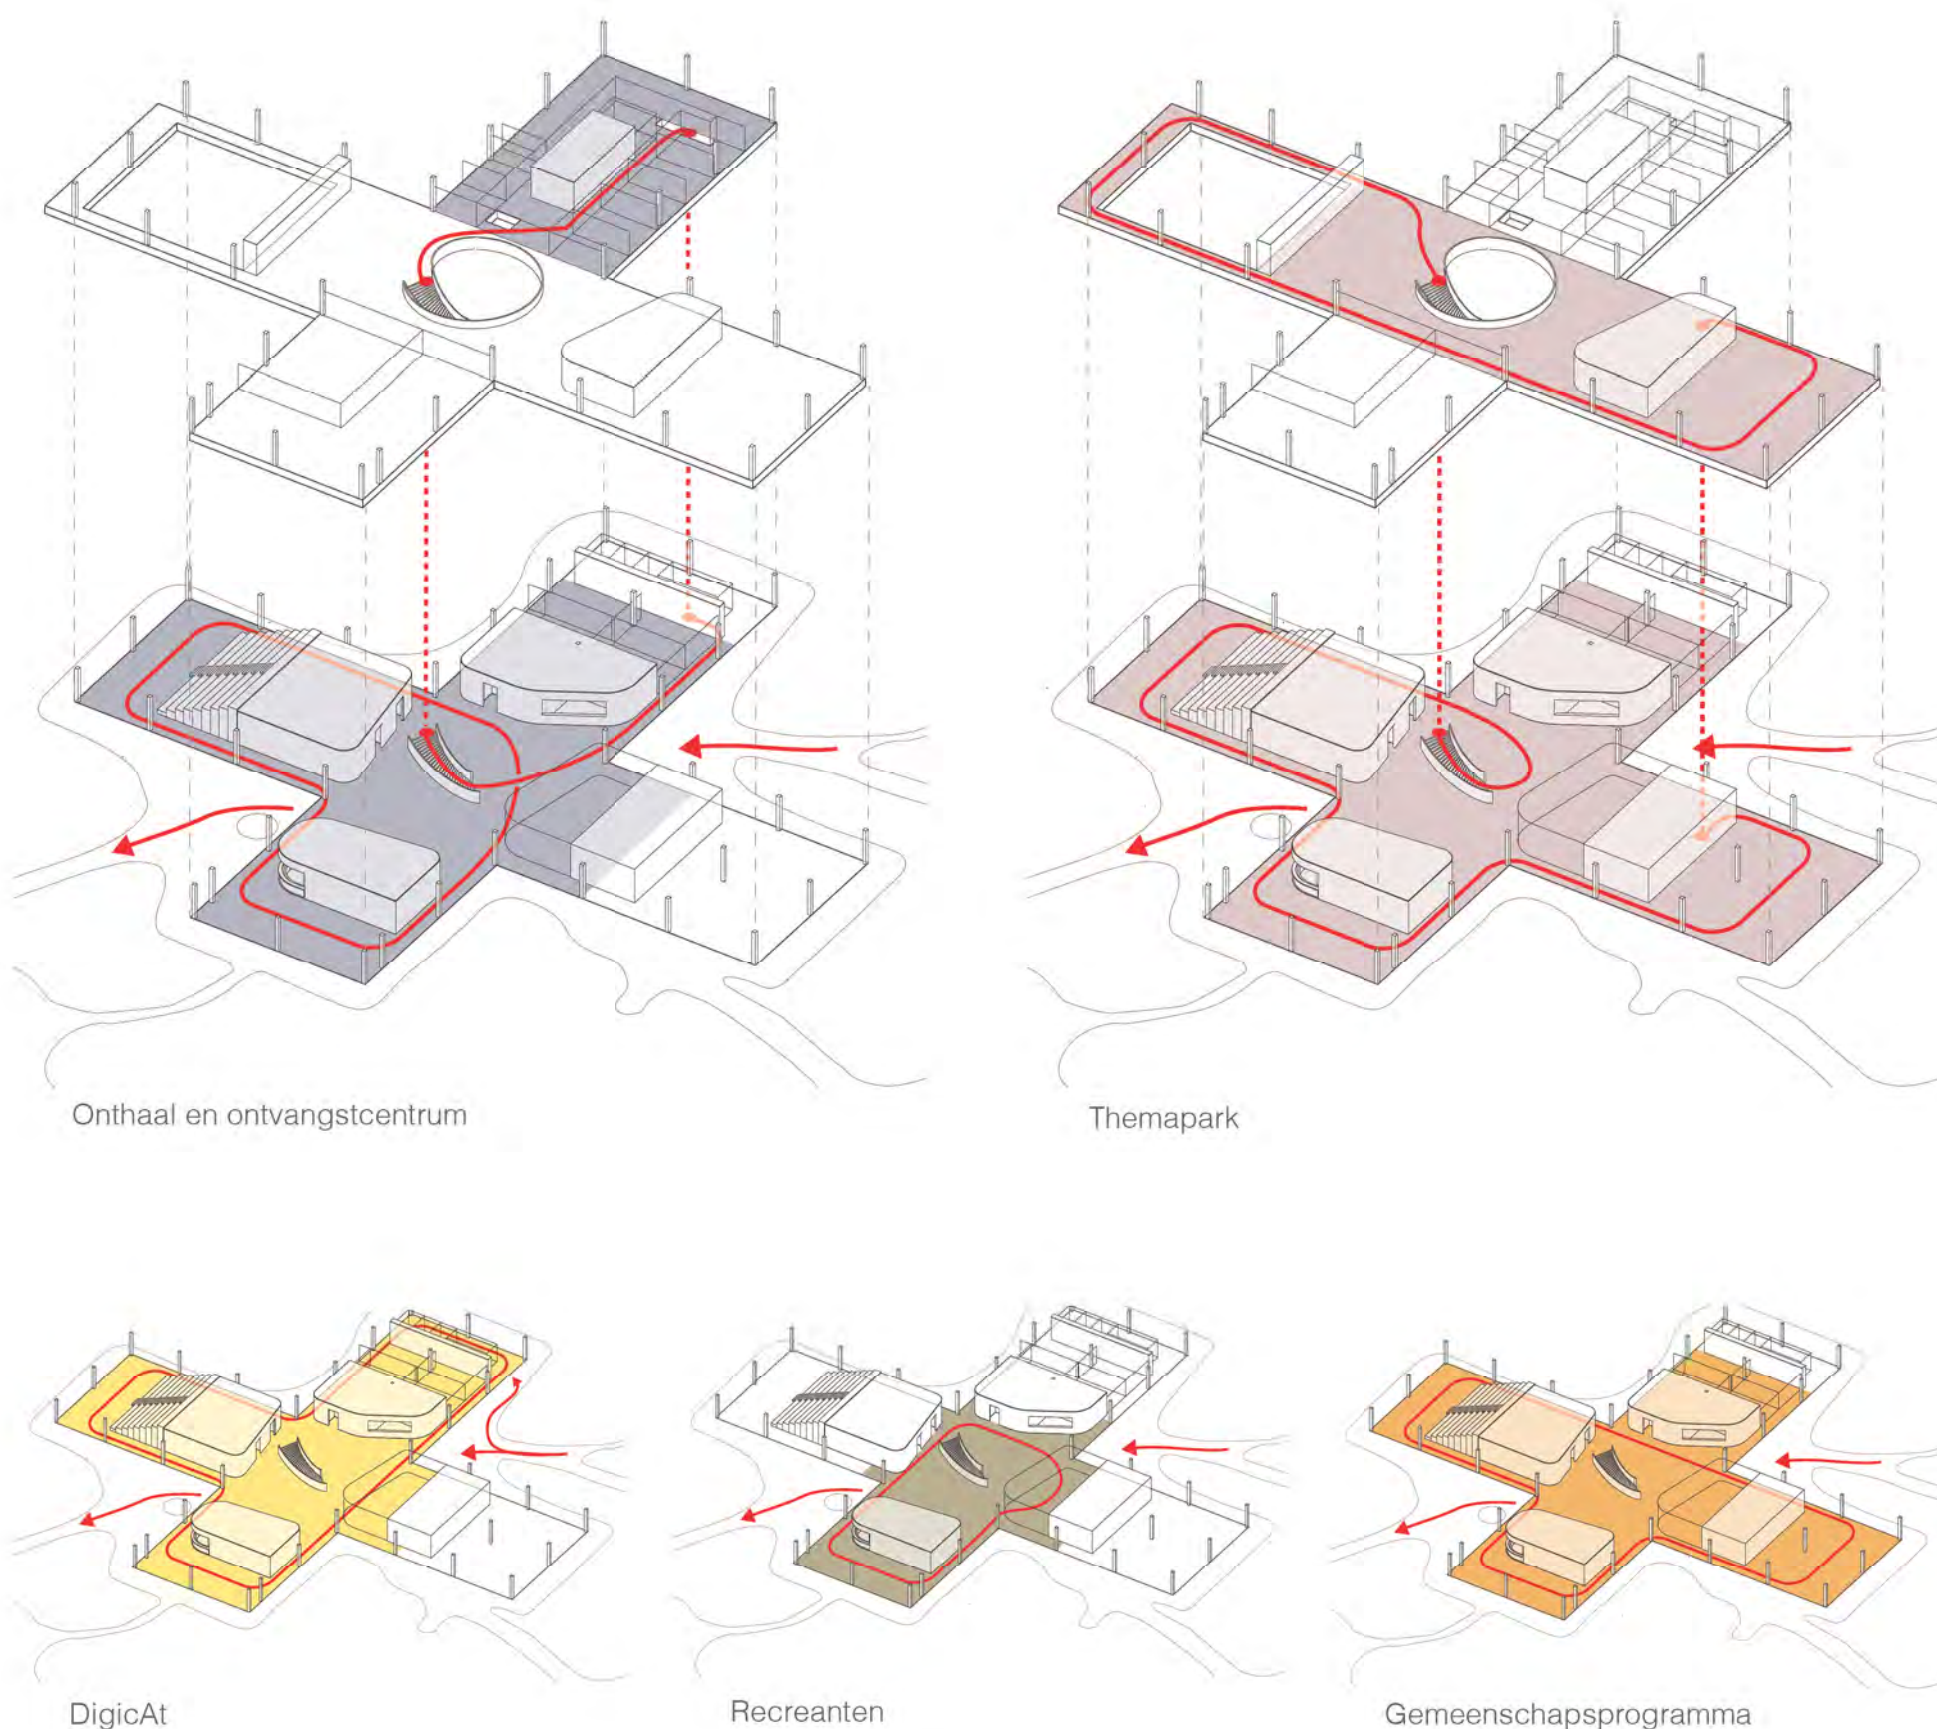 Onthaal en ontvangstcentrum
Themapark
DigicAt
Recreanten
Gemeenschapsprogramma